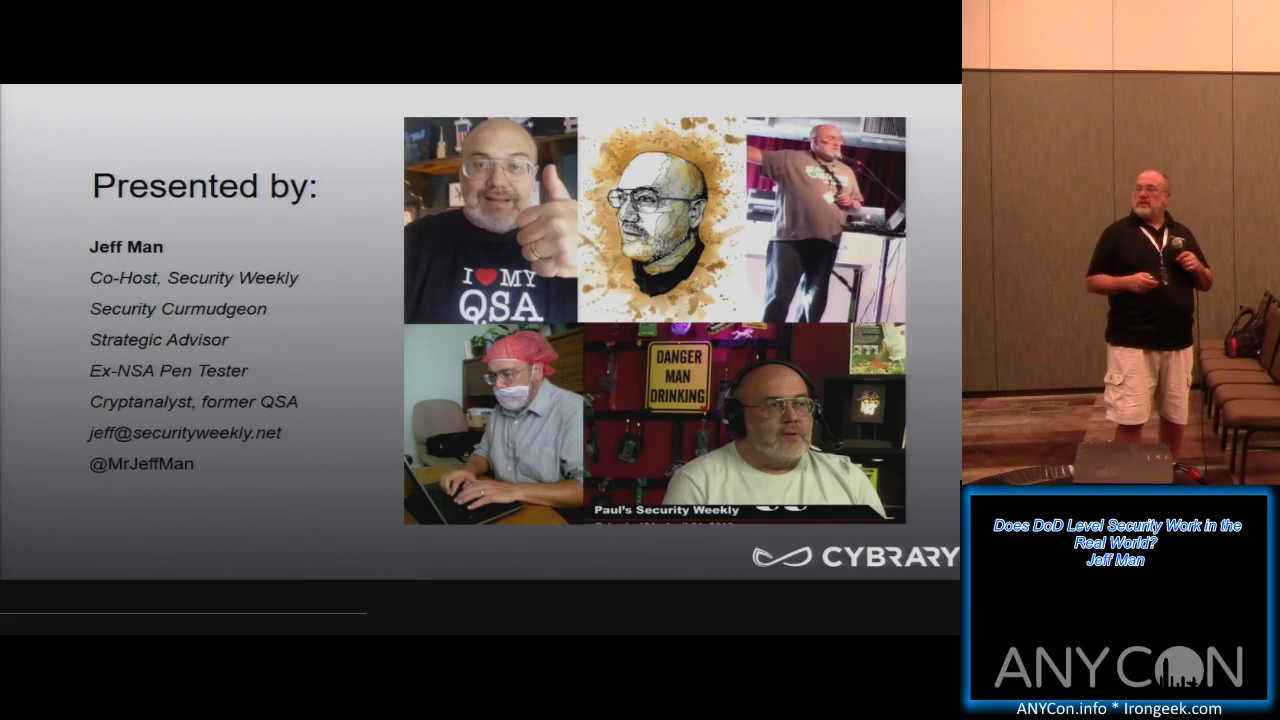 Presented by:
Jeff Man
Co-Host, Security Weekly
Security Curmudgeon
Strategic Advisor
Ex-NSA Pen Tester
Cryptanalyst, former QSA
jeff@securityweekly.net
@MrJeffMan
I ♥ MY
QSA
DANGER
MAN
DRINKING
Paul's Security Weekly
CYBRARY
Does DoD Level Security Work in the
Real World?
Jeff Man
ANYCON
ANYCon.info * Irongeek.com